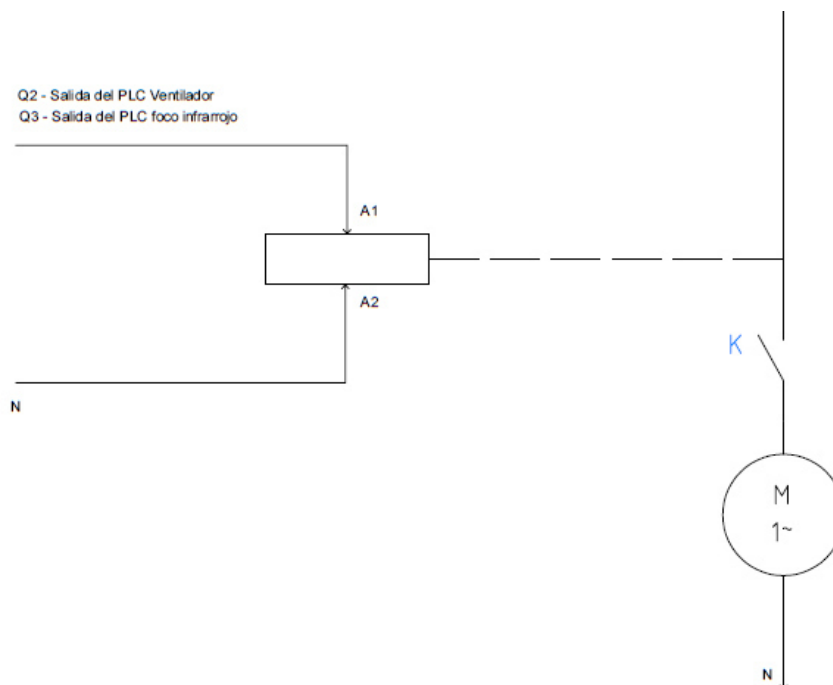 Q2 - Salida del PLC Ventilador
Q3 - Salida del PLC foco infrarrojo
A1
A2
N
K
M
1~
N